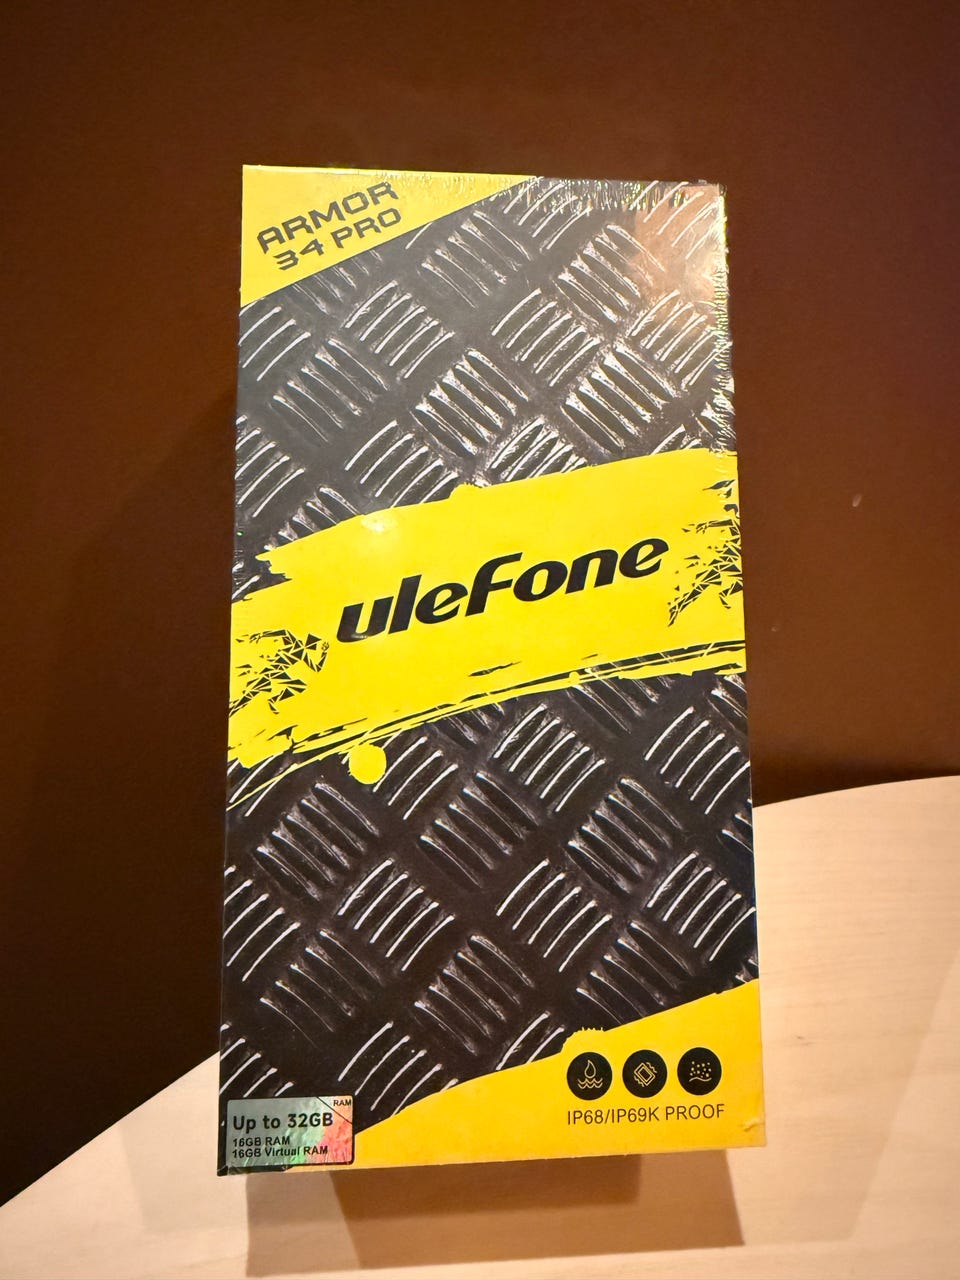 ARMOR
34 PRO
ulefone
IP68/IP69K PROOF
RAM
Up to 32GB
16GB RAM
16GB Virtual RAM